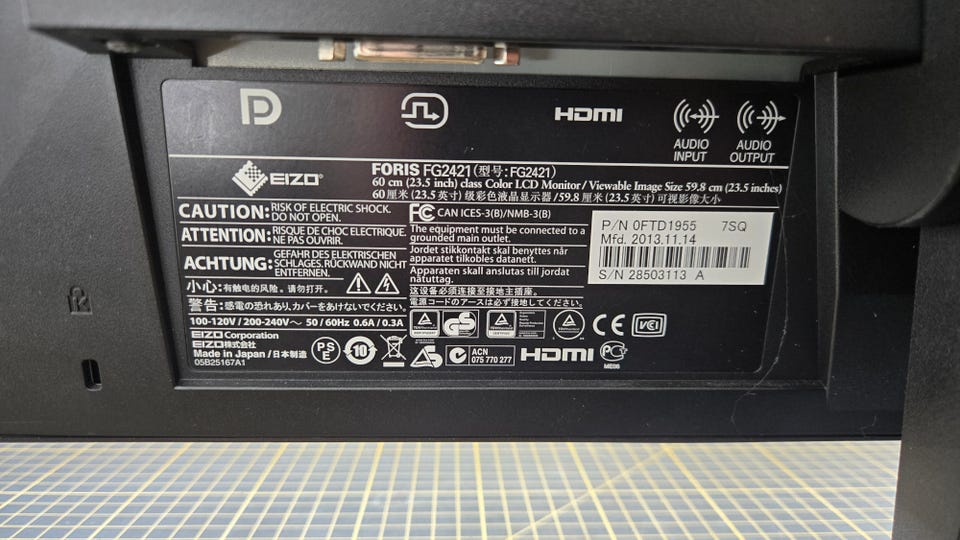 HDMI
AUDIO INPUT
AUDIO OUTPUT
EIZO®
FORIS FG2421(型号:FG2421)
60 cm (23.5 inch) class Color LCD Monitor / Viewable Image Size 59.8 cm (23.5 inches)
60 厘米 (23.5 英寸) 级彩色液晶显示器 /59.8 厘米 (23.5 英寸) 可视影像大小
CAUTION: RISK OF ELECTRIC SHOCK. DO NOT OPEN.
ATTENTION: RISQUE DE CHOC ELECTRIQUE. NE PAS OUVRIR.
ACHTUNG: GEFAHR DES ELEKTRISCHEN SCHLAGES. RÜCKWAND NICHT ENTFERNEN.
小心: 有触电的风险，请勿打开。
警告: 感電の恐れあり、カバーをあけないでください。
100-120V / 200-240V～ 50 / 60Hz 0.6A / 0.3A
EIZO Corporation
EIZO株式会社
Made in Japan /日本制造
05B25167A1
FC CAN ICES-3(B)/NMB-3(B)
The equipment must be connected to a
grounded main outlet.
Jordet stikkontakt skal benyttes når
apparatet tilkobles datanett.
Apparaten skall anslutas till jordat
nätuttag.
这设备必须连接至接地主插座。
電源コードのアースは必ず接地してください。
P/N 0FTD1955 7SQ
Mfd. 2013.11.14
S/N 28503113 A
GS
CE
VCI
PS E
10
ACN
075 770 277
HDMI
PC
ME06